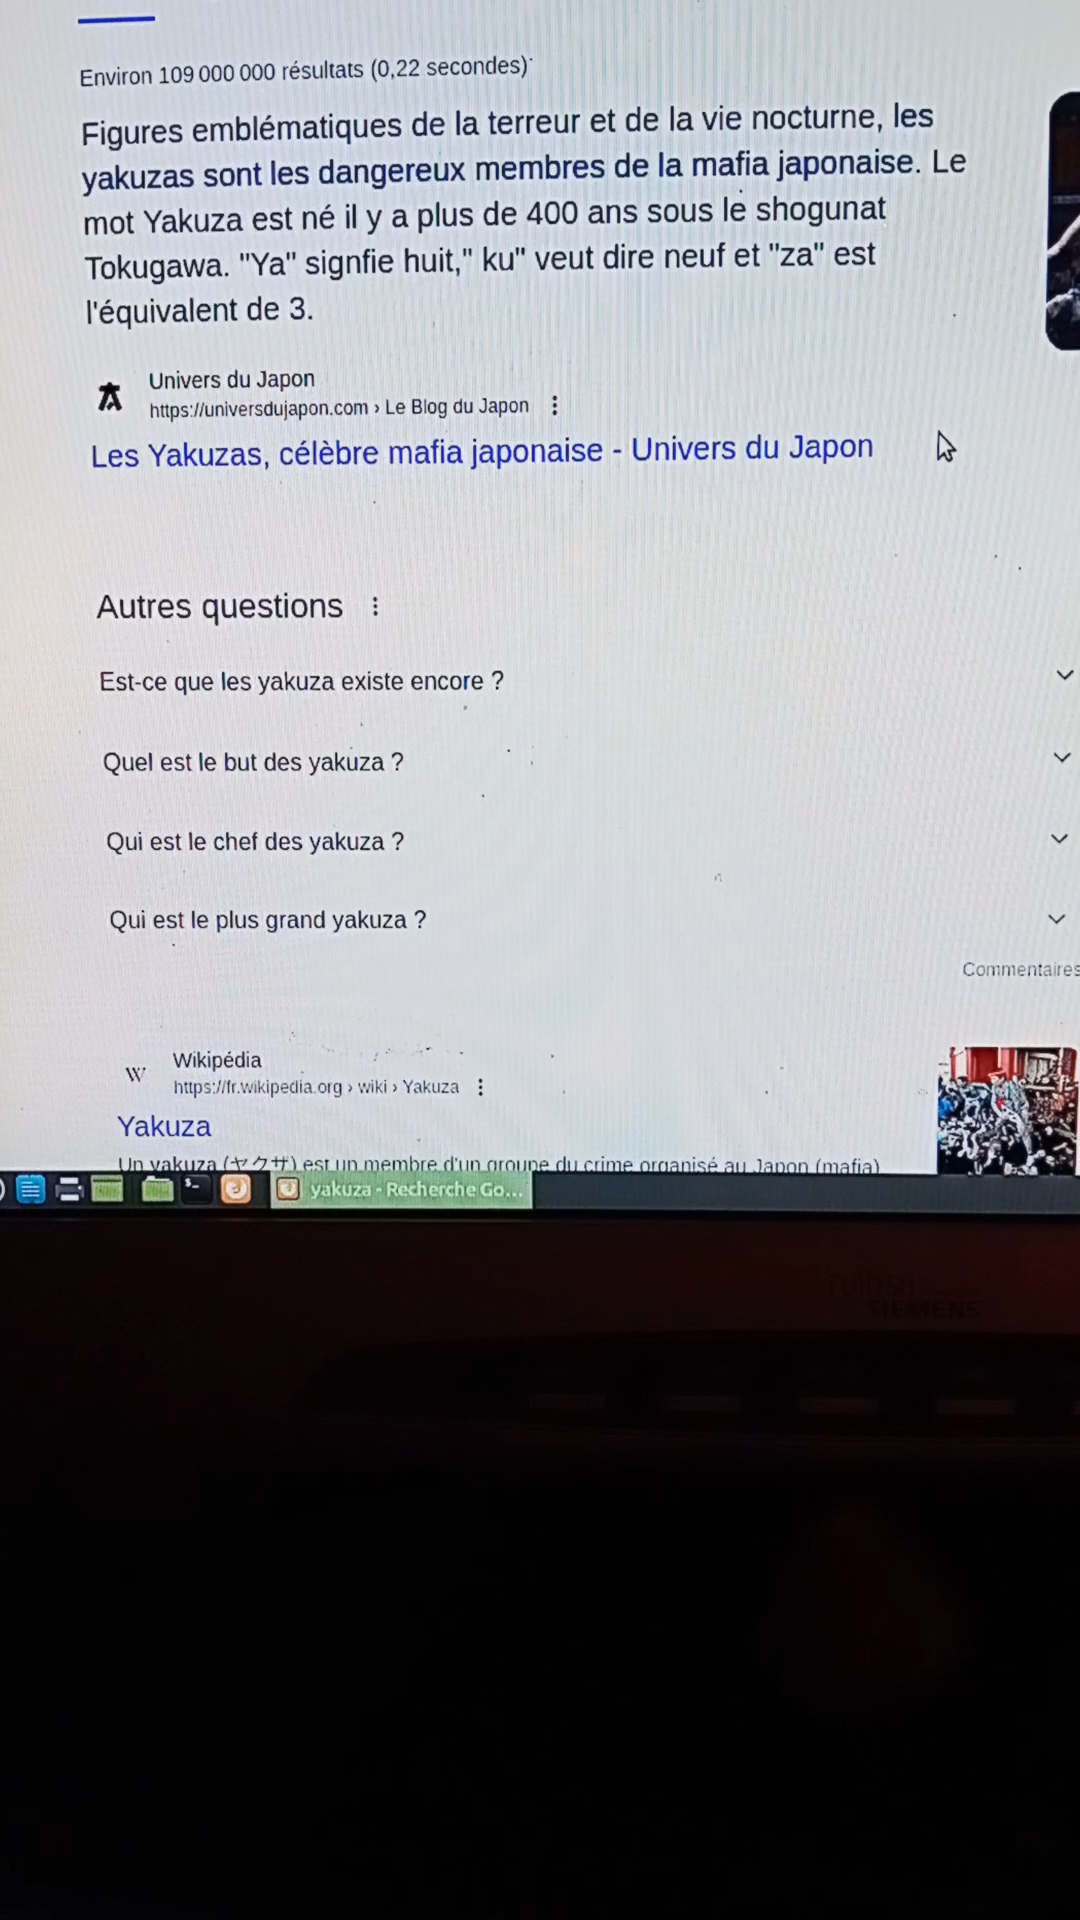 Environ 109 000 000 résultats (0,22 secondes)
Figures emblématiques de la terreur et de la vie nocturne, les
yakuzas sont les dangereux membres de la mafia japonaise. Le
mot Yakuza est né il y a plus de 400 ans sous le shogunat
Tokugawa. "Ya" signfie huit," ku" veut dire neuf et "za" est
l'équivalent de 3.
Univers du Japon
https://universdujapon.com › Le Blog du Japon
Les Yakuzas, célèbre mafia japonaise - Univers du Japon
Autres questions
Est-ce que les yakuza existe encore ?
Quel est le but des yakuza ?
Qui est le chef des yakuza ?
Qui est le plus grand yakuza ?
Commentaires
W
Wikipédia
https://fr.wikipedia.org › wiki › Yakuza
Yakuza
Un yakuza (ヤクザ) est un membre d'un groupe du crime organisé au Japon (mafia)
yakuza - Recherche Go...
FUJITSU
SIEMENS